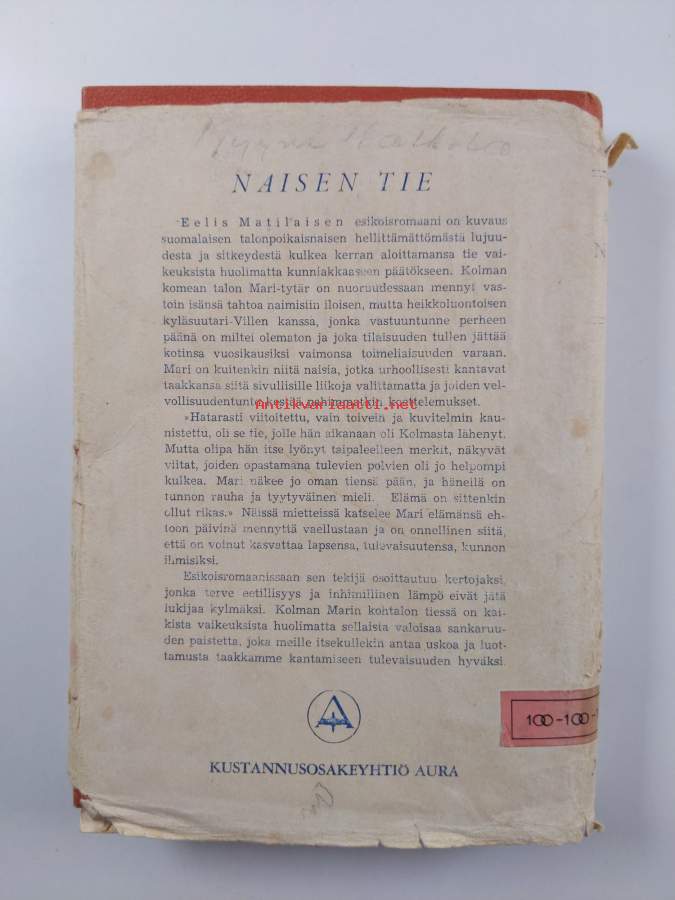 NAISEN TIE
Eelis Matilaisen esikoisromaani on kuvaus
suomalaisen talonpoikaisnaisen hellittämättömästä lujuu-
desta ja sitkeydestä kulkea kerran aloittamansa tie vai-
keuksista huolimatta kunniakkaaseen päätökseen. Kolman
komean talon Mari-tytär on nuoruudessaan mennyt vas-
toin isänsä tahtoa naimisiin iloisen, mutta heikkoluontoisen
kyläsuutari-Villen kanssa, jonka vastuuntunne perheen
päänä on miltei olematon ja joka tilaisuuden tullen jättää
kotinsa vuosikausiksi vaimonsa toimeliaisuuden varaan.
Mari on kuitenkin niitä naisia, jotka urhoollisesti kantavat
taakkansa siitä sivullisille liikoja valittamatta ja joiden vel-
vollisuudentunto kestää pahimmatkin koettelemukset.
Antikvariaatti.net
»Hatarasti viitoitettu, vain toivein ja kuvitelmin kau-
nistettu, oli se tie, jolle hän aikanaan oli Kolmasta lähenyt.
Mutta olipa hän itse lyönyt taipaleelleen merkit, näkyvät
viitat, joiden opastamana tulevien polvien oli jo helpompi
kulkea. Mari näkee jo oman tiensä pään, ja häneilä on
tunnon rauha ja tyytyväinen mieli. Elämä on sittenkin
ollut rikas.» Näissä mietteissä katselee Mari elämänsä eh-
toon päivinä mennyttä vaellustaan ja on onnellinen siitä,
että on voinut kasvattaa lapsensa, tulevaisuutensa, kunnon
ihmisiksi.
Esikoisromaanissaan sen tekijä osoittautuu kertojaksi,
jonka terve eetillisyys ja inhimillinen lämpö eivät jätä
lukijaa kylmäksi. Kolman Marin kohtalon tiessä on kai-
kista vaikeuksista huolimatta sellaista valoisaa sankaruu-
den paistetta, joka meille itsekullekin antaa uskoa ja luot-
tamusta taakkamme kantamiseen tulevaisuuden hyväksi.
100-100-
A
KUSTANNUSOSAKEYHTIÖ AURA
N